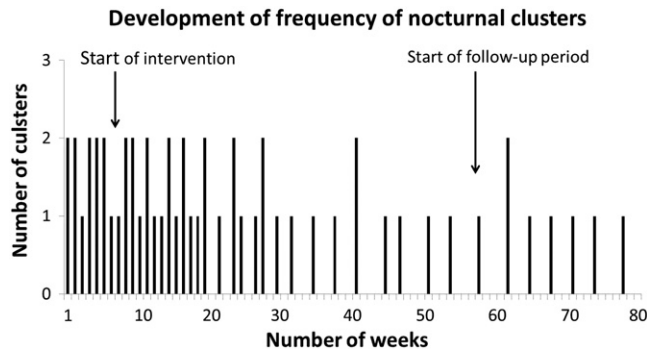 Development of frequency of nocturnal clusters
Start of intervention
Start of follow-up period
Number of culsters
3
2
1
0
1 10 20 30 40 50 60 70 80
Number of weeks